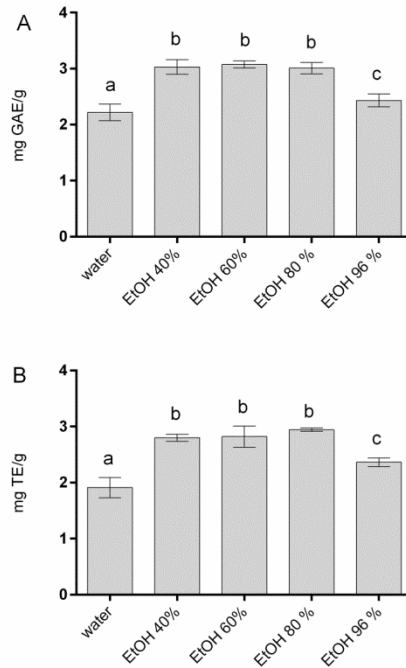 A
mg GAE/g
4
3
2
1
0
a
b
b
b
c
water
EtOH 40%
EtOH 60%
EtOH 80 %
EtOH 96 %
B
mg TE/g
4
3
2
1
0
a
b
b
b
c
water
EtOH 40%
EtOH 60%
EtOH 80 %
EtOH 96 %